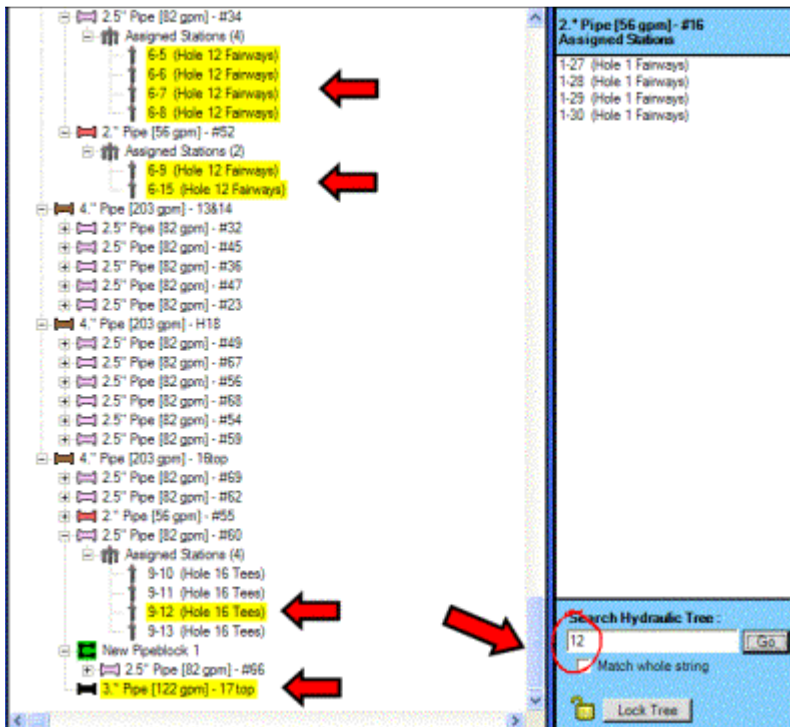 2.5" Pipe [82 gpm] - #34
Assigned Stations (4)
6-5 (Hole 12 Fairways)
6-6 (Hole 12 Fairways)
6-7 (Hole 12 Fairways)
6-8 (Hole 12 Fairways)
2." Pipe [56 gpm] - #52
Assigned Stations (2)
6-9 (Hole 12 Fairways)
6-15 (Hole 12 Fairways)
4." Pipe [203 gpm] - 13&14
2.5" Pipe [82 gpm] - #32
2.5" Pipe [82 gpm] - #45
2.5" Pipe [82 gpm] - #36
2.5" Pipe [82 gpm] - #47
2.5" Pipe [82 gpm] - #23
4." Pipe [203 gpm] - H18
2.5" Pipe [82 gpm] - #49
2.5" Pipe [82 gpm] - #67
2.5" Pipe [82 gpm] - #56
2.5" Pipe [82 gpm] - #68
2.5" Pipe [82 gpm] - #54
2.5" Pipe [82 gpm] - #59
4." Pipe [203 gpm] - 16top
2.5" Pipe [82 gpm] - #69
2.5" Pipe [82 gpm] - #62
2." Pipe [56 gpm] - #55
2.5" Pipe [82 gpm] - #60
Assigned Stations (4)
9-10 (Hole 16 Tees)
9-11 (Hole 16 Tees)
9-12 (Hole 16 Tees)
9-13 (Hole 16 Tees)
New Pipeblock 1
2.5" Pipe [82 gpm] - #66
3." Pipe [122 gpm] - 17top
2." Pipe [56 gpm] - #16
Assigned Stations
1-27 (Hole 1 Fairways)
1-28 (Hole 1 Fairways)
1-29 (Hole 1 Fairways)
1-30 (Hole 1 Fairways)
Search Hydraulic Tree :
12
Go
Match whole string
Lock Tree